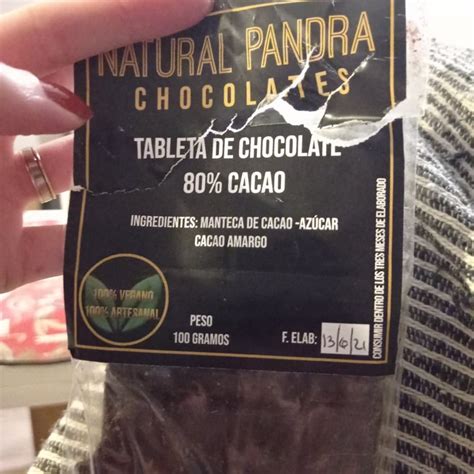 NATURAL PANDRA
CHOCOLATES
TABLETA DE CHOCOLATE
80% CACAO
INGREDIENTES: MANTECA DE CACAO -AZÚCAR
CACAO AMARGO
100% VEGANO
100% ARTESANAL
PESO
100 GRAMOS
F. ELAB: 13/6/21
CONSUMIR DENTRO DE LOS TRES MESES DE ELABORADO